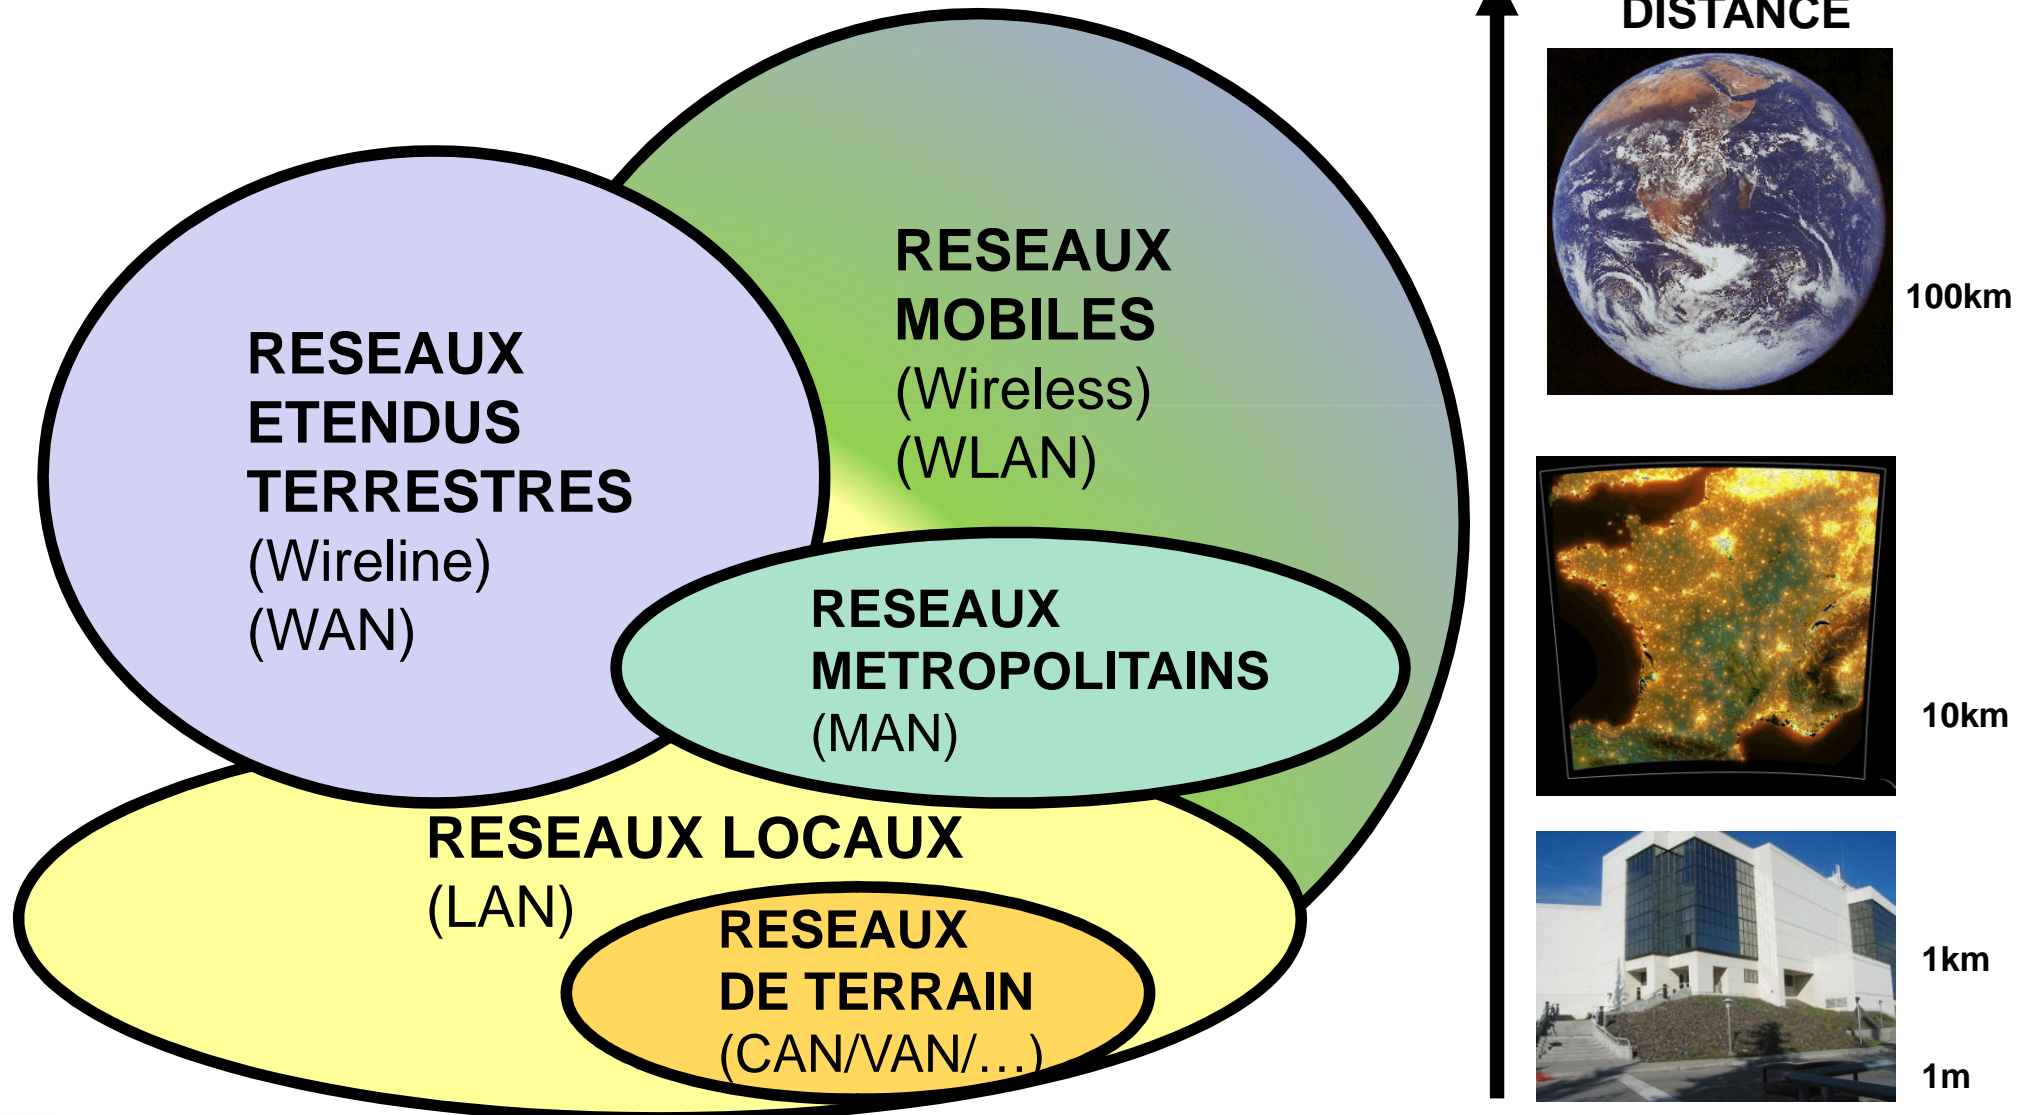 DISTANCE
RESEAUX
MOBILES
(Wireless)
(WLAN)
100km
RESEAUX
ETENDUS
TERRESTRES
(Wireline)
(WAN)
RESEAUX
METROPOLITAINS
(MAN)
10km
RESEAUX LOCAUX
(LAN)
RESEAUX
DE TERRAIN
(CAN/VAN/…)
1km
1m